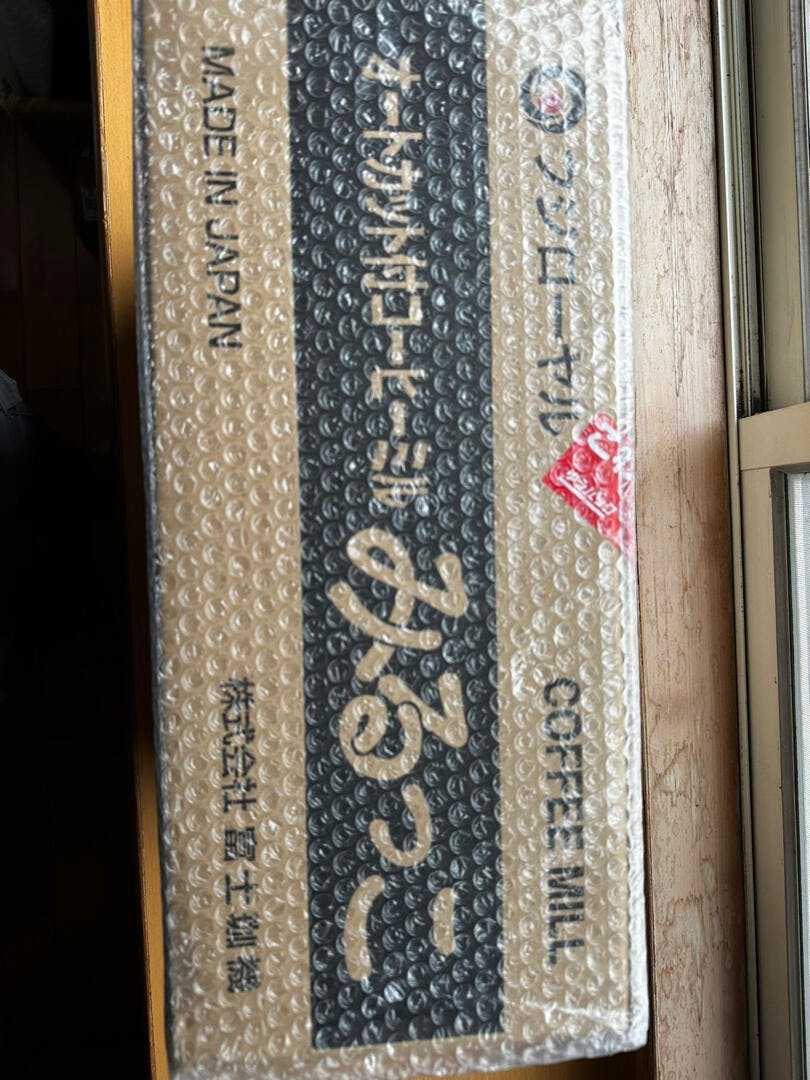 フジローヤル
COFFEE MILL
オートカット付コーヒーミル
みるっこ
MADE IN JAPAN
株式会社 富士珈機